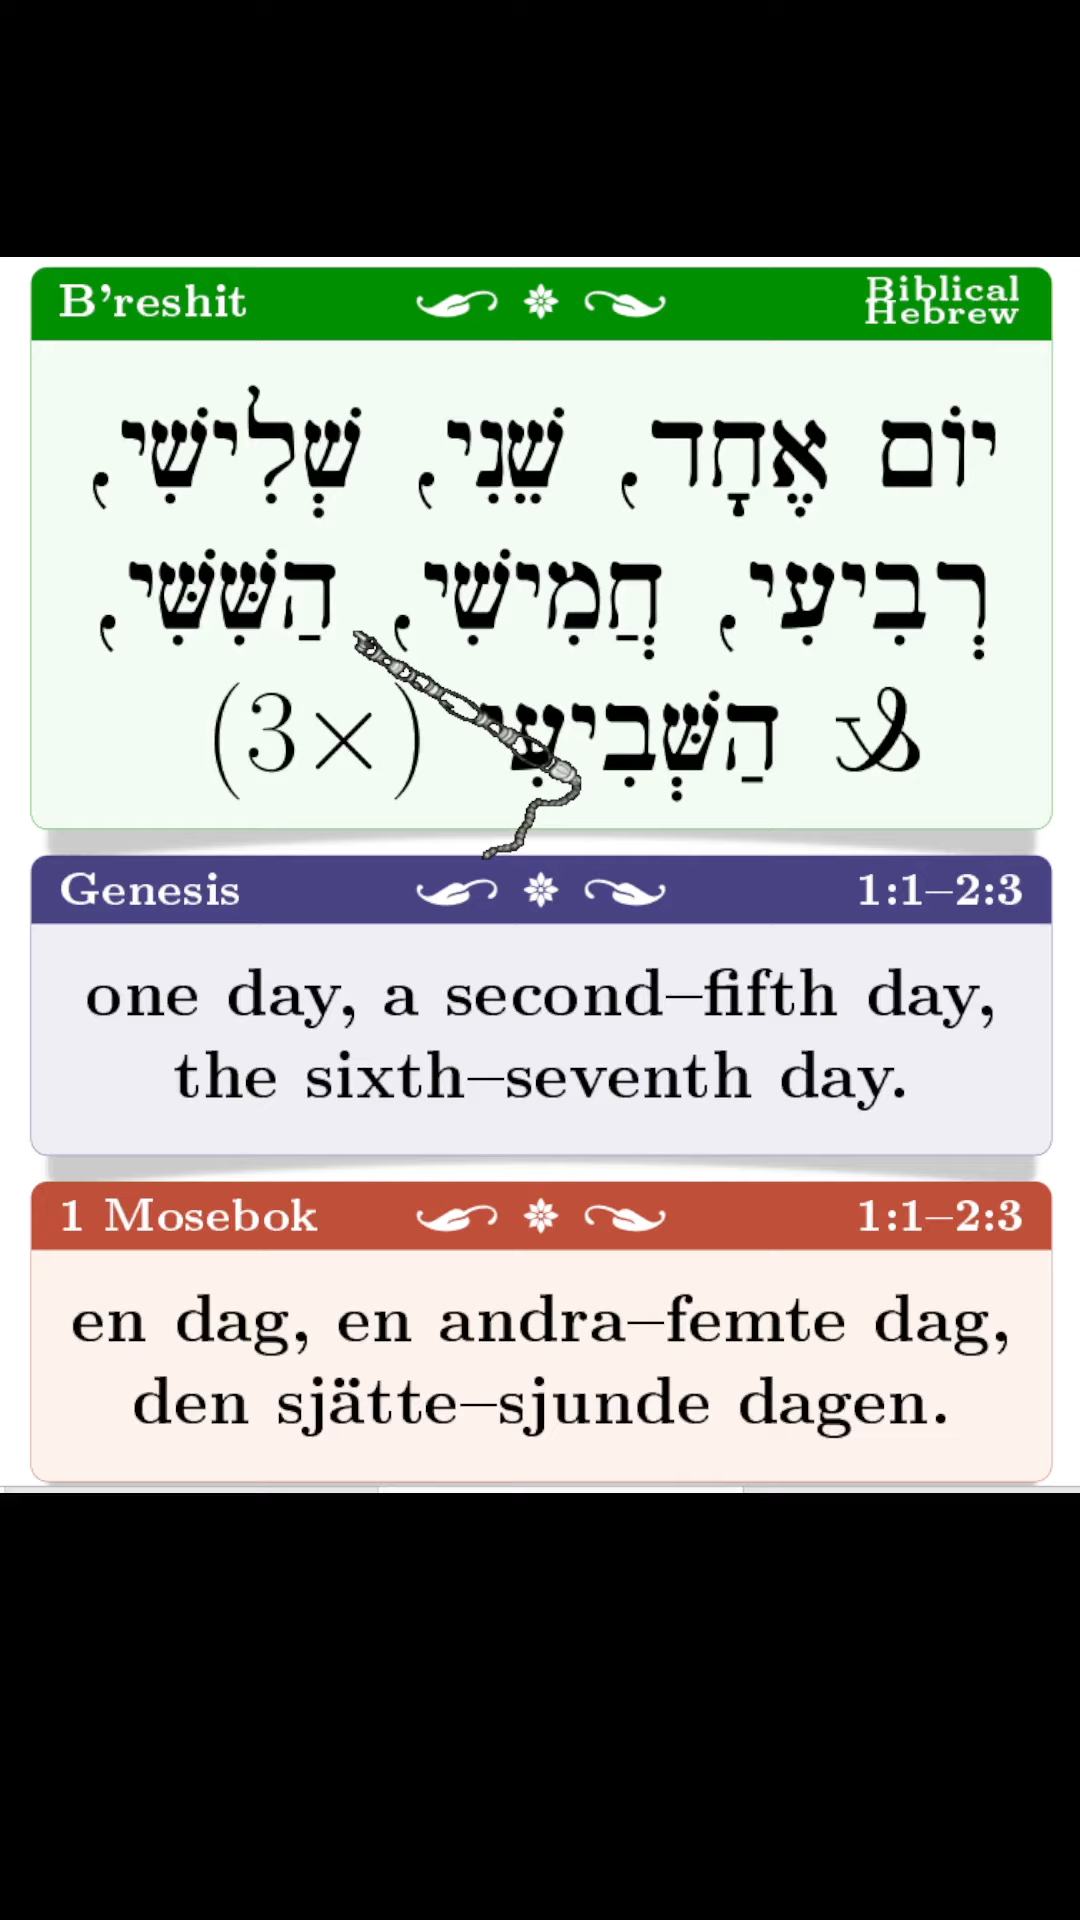 B'reshit
Biblical
Hebrew
יוֹם אֶחָד, שֵׁנִי, שְׁלִישִׁי,
רְבִיעִי, חֲמִישִׁי, הַשִּׁשִּׁי,
& הַשְּׁבִיעִי (3×)
Genesis 1:1–2:3
one day, a second–fifth day,
the sixth–seventh day.
1 Mosebok 1:1–2:3
en dag, en andra–femte dag,
den sjätte–sjunde dagen.